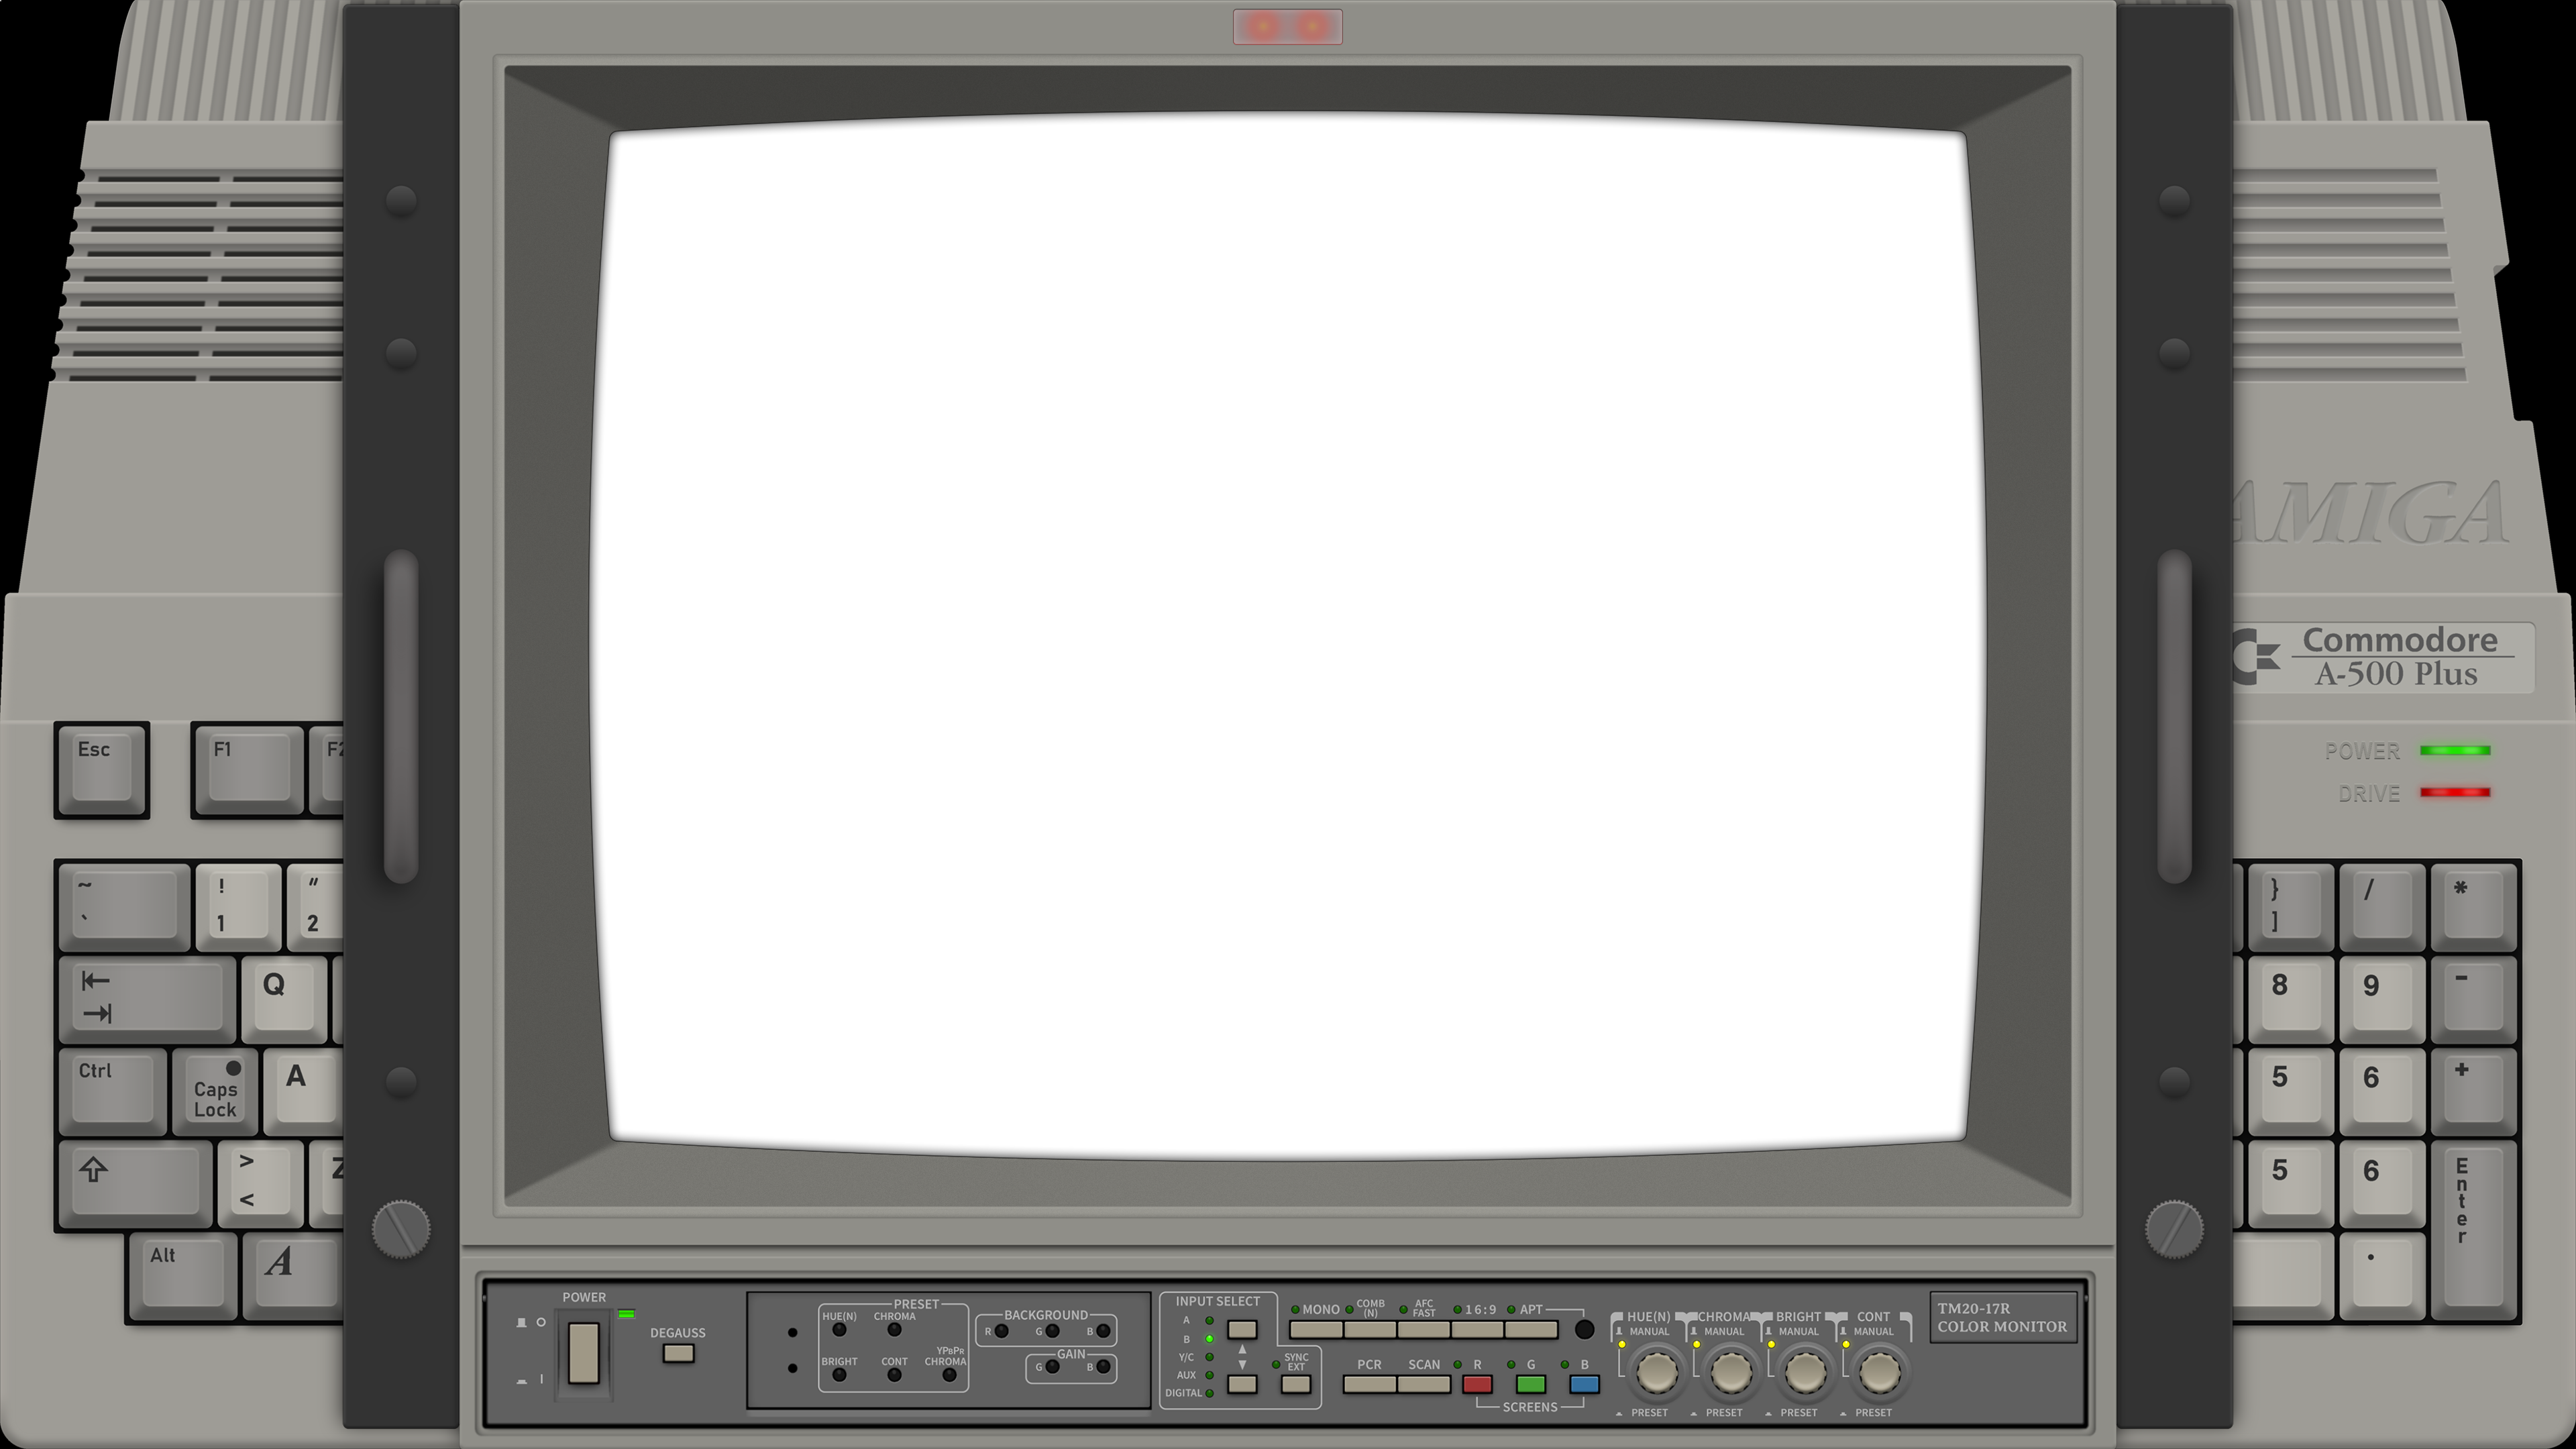 AMIGA
Commodore
A-500 Plus
POWER
DRIVE
Esc
F1
F2
~
`
!
1
"
2
}
]
/
*
Q
8
9
-
Ctrl
Caps
Lock
A
5
6
+
>
<
Z
5
6
Enter
Alt
A
.
POWER
DEGAUSS
PRESET
HUE(N)
CHROMA
BRIGHT
CONT
YPBPR
CHROMA
BACKGROUND
R
G
B
GAIN
G
B
INPUT SELECT
A
B
Y/C
AUX
DIGITAL
SYNC
EXT
MONO
COMB
(N)
AFC
FAST
16:9
APT
PCR
SCAN
R
G
B
SCREENS
HUE(N)
MANUAL
PRESET
CHROMA
MANUAL
PRESET
BRIGHT
MANUAL
PRESET
CONT
MANUAL
PRESET
TM20-17R
COLOR MONITOR